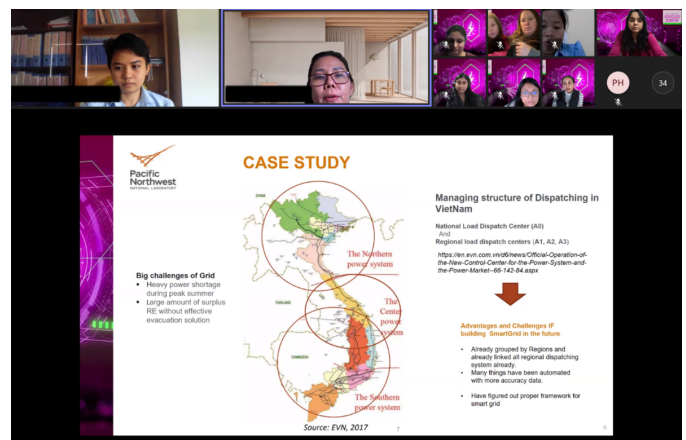 PH
34
Pacific
Northwest
NATIONAL LABORATORY
CASE STUDY
Big challenges of Grid
Heavy power shortage
during peak summer
Large amount of surplus
RE without effective
evacuation solution
CHINA
The Northern
power system
THAILAND
The
Center
power
system
CAMBODIA
The Southern
power system
Source: EVN, 2017
7
Managing structure of Dispatching in
VietNam
National Load Dispatch Center (A0)
And
Regional load dispatch centers (A1, A2, A3)
https://en.evn.com.vn/d6/news/Official-Operation-of-
the-New-Control-Center-for-the-Power-System-and-
the-Power-Market--66-142-84.aspx
Advantages and Challenges IF
building SmartGrid in the future
Already grouped by Regions and
already linked all regional dispatching
system already.
Many things have been automated
with more accuracy data.
Have figured out proper framework for
smart grid